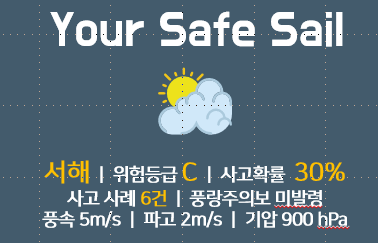 Your Safe Sail
서해 | 위험등급 C | 사고확률 30%
사고 사례 6건 | 풍랑주의보 미발령
풍속 5m/s | 파고 2m/s | 기압 900 hPa